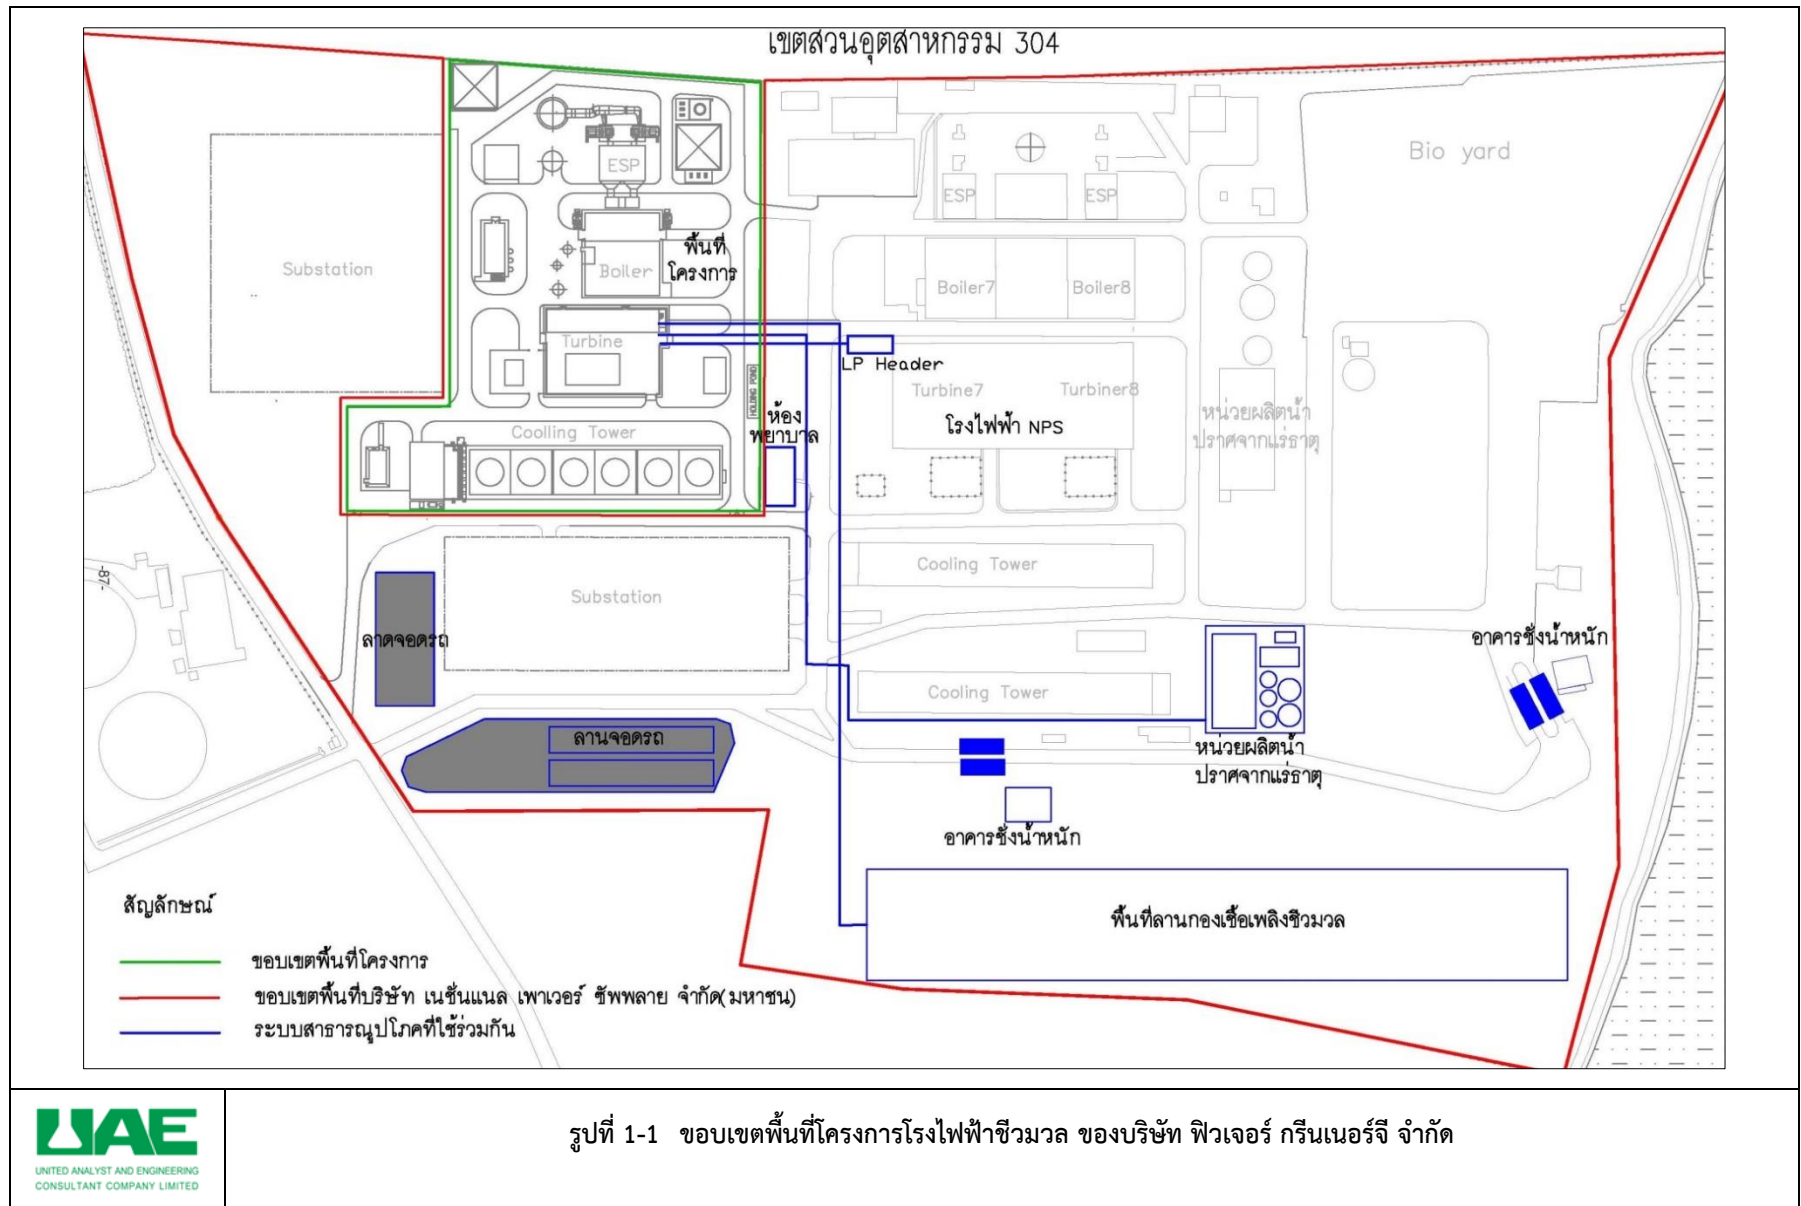 เขตสวนอุตสาหกรรม 304
Bio yard
ESP
ESP
ESP
Substation
พื้นที่
โครงการ
Boiler
Boiler7
Boiler8
Turbine
LP Header
Turbine7
Turbiner8
HOLDING POND
ห้อง
พยาบาล
โรงไฟฟ้า NPS
หน่วยผลิตน้ำ
ปราศจากแร่ธาตุ
Coolling Tower
Cooling Tower
-87-
Substation
ลาดจอดรถ
อาคารชั่งน้ำหนัก
Cooling Tower
ลานจอดรถ
หน่วยผลิตน้ำ
ปราศจากแร่ธาตุ
อาคารชั่งน้ำหนัก
พื้นที่ลานกองเชื้อเพลิงชีวมวล
สัญลักษณ์
ขอบเขตพื้นที่โครงการ
ขอบเขตพื้นที่บริษัท เนชั่นแนล เพาเวอร์ ซัพพลาย จำกัด(มหาชน)
ระบบสาธารณูปโภคที่ใช้ร่วมกัน
UAE
UNITED ANALYST AND ENGINEERING
CONSULTANT COMPANY LIMITED
รูปที่ 1-1 ขอบเขตพื้นที่โครงการโรงไฟฟ้าชีวมวล ของบริษัท ฟิวเจอร์ กรีนเนอร์จี จำกัด